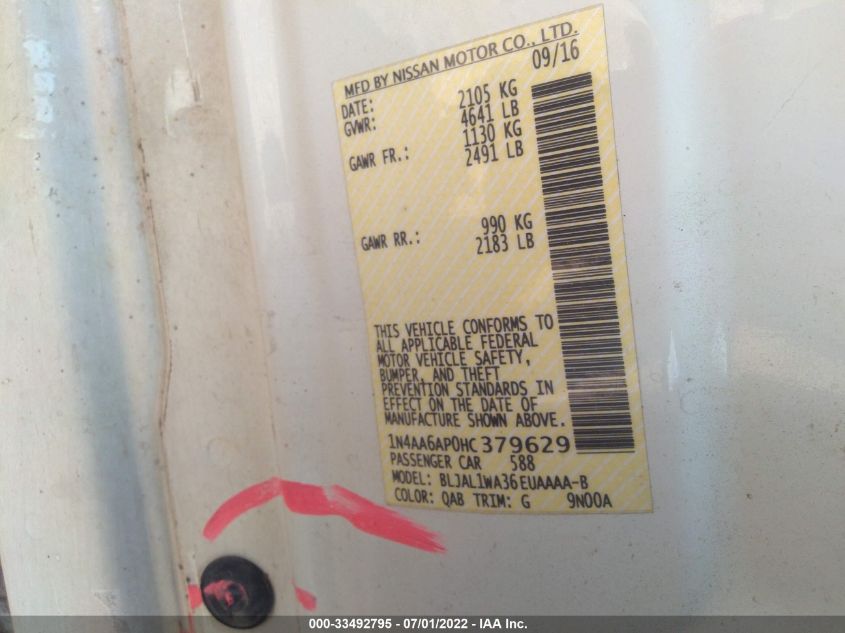 MFD BY NISSAN MOTOR CO., LTD.
DATE: 09/16
GVWR: 2105 KG
4641 LB
GAWR FR.: 1130 KG
2491 LB
GAWR RR.: 990 KG
2183 LB
THIS VEHICLE CONFORMS TO
ALL APPLICABLE FEDERAL
MOTOR VEHICLE SAFETY,
BUMPER, AND THEFT
PREVENTION STANDARDS IN
EFFECT ON THE DATE OF
MANUFACTURE SHOWN ABOVE.
1N4AA6AP0HC379629
PASSENGER CAR 588
MODEL: BLJAL1WA36EUAAAA-B
COLOR: QAB TRIM: G 9N00A
000-33492795 - 07/01/2022 - IAA Inc.